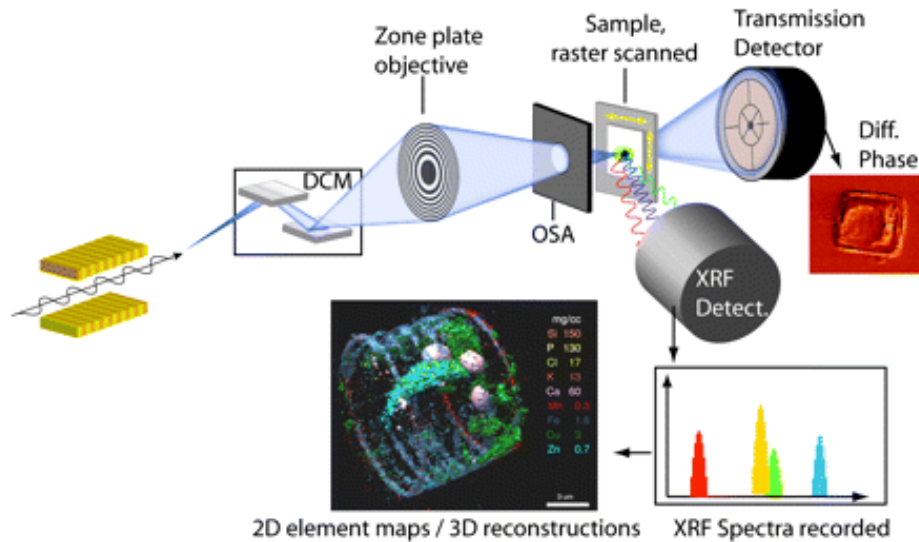 Zone plate
objective
Sample,
raster scanned
Transmission
Detector
Diff.
Phase
DCM
OSA
XRF
Detect.
mg/cc
Si 150
P 130
Cl 17
K 13
Ca 60
Mn 0.3
Fe 1.6
Cu 3
Zn 0.7
2D element maps / 3D reconstructions
XRF Spectra recorded